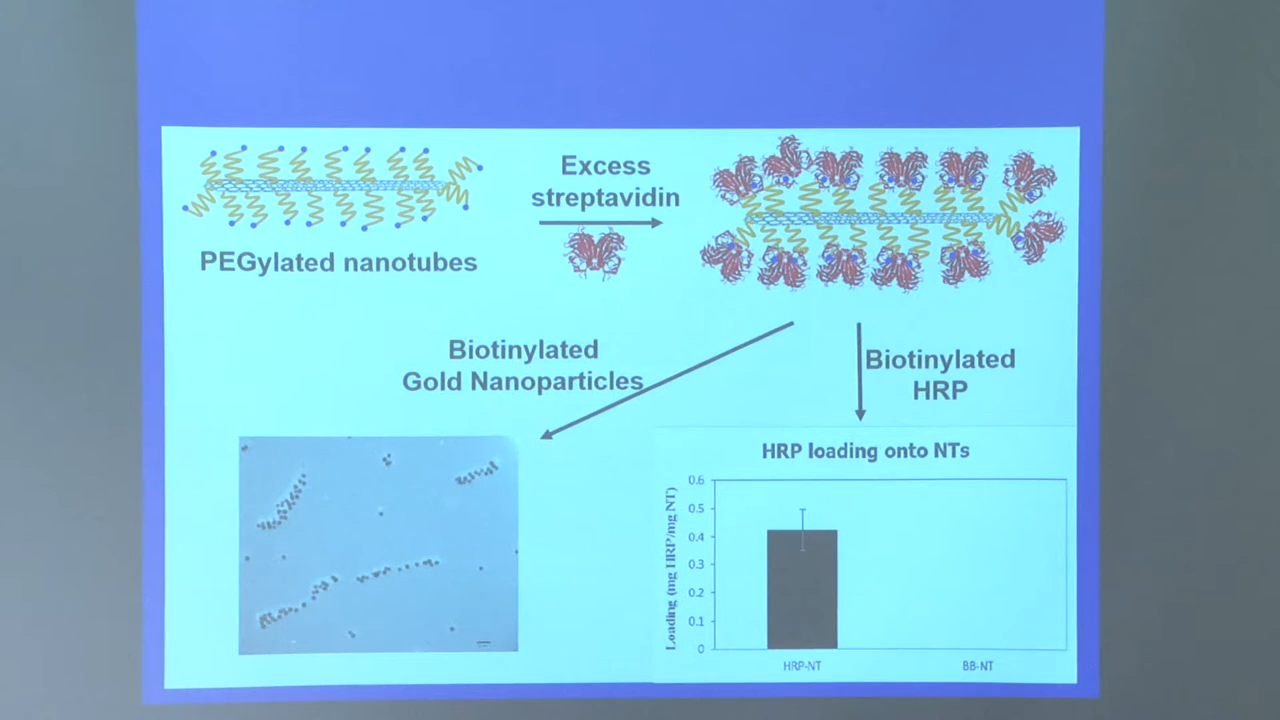 Excess
streptavidin
PEGylated nanotubes
Biotinylated
Gold Nanoparticles
Biotinylated
HRP
HRP loading onto NTs
Loading (mg HRP/mg NT)
0.6
0.5
0.4
0.3
0.2
0.1
0
HRP-NT
BB-NT